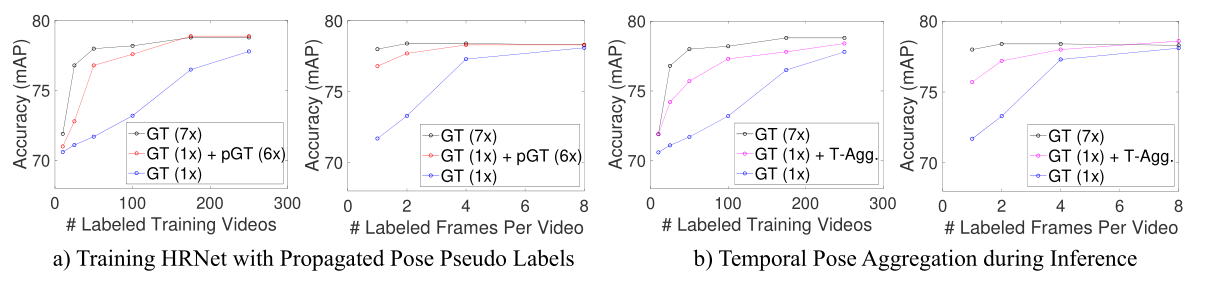 80
75
70
Accuracy (mAP)
GT (7x)
GT (1x) + pGT (6x)
GT (1x)
0 100 200 300
# Labeled Training Videos
80
75
70
Accuracy (mAP)
GT (7x)
GT (1x) + pGT (6x)
GT (1x)
0 2 4 6 8
# Labeled Frames Per Video
a) Training HRNet with Propagated Pose Pseudo Labels
80
75
70
Accuracy (mAP)
GT (7x)
GT (1x) + T-Agg.
GT (1x)
0 100 200 300
# Labeled Training Videos
80
75
70
Accuracy (mAP)
GT (7x)
GT (1x) + T-Agg.
GT (1x)
0 2 4 6 8
# Labeled Frames Per Video
b) Temporal Pose Aggregation during Inference